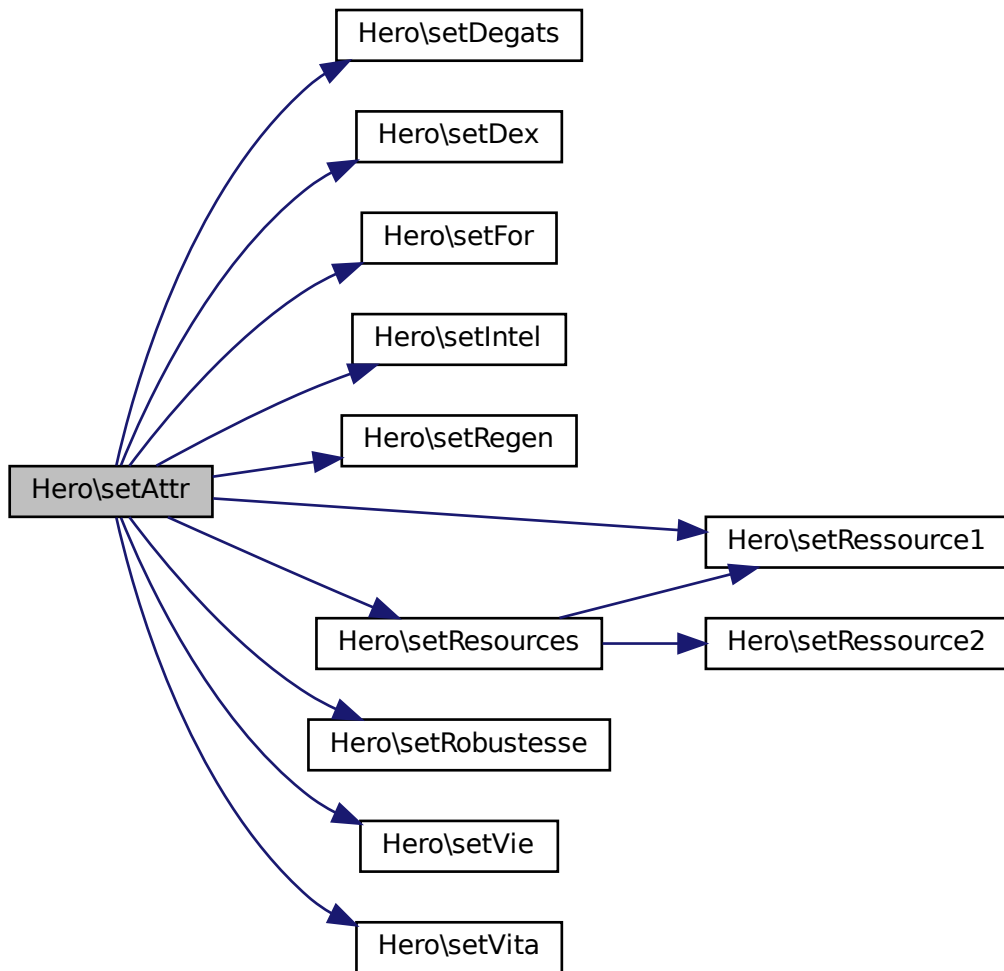 Hero\setDegats
Hero\setDex
Hero\setFor
Hero\setIntel
Hero\setRegen
Hero\setAttr
Hero\setRessource1
Hero\setResources
Hero\setRessource2
Hero\setRobustesse
Hero\setVie
Hero\setVita